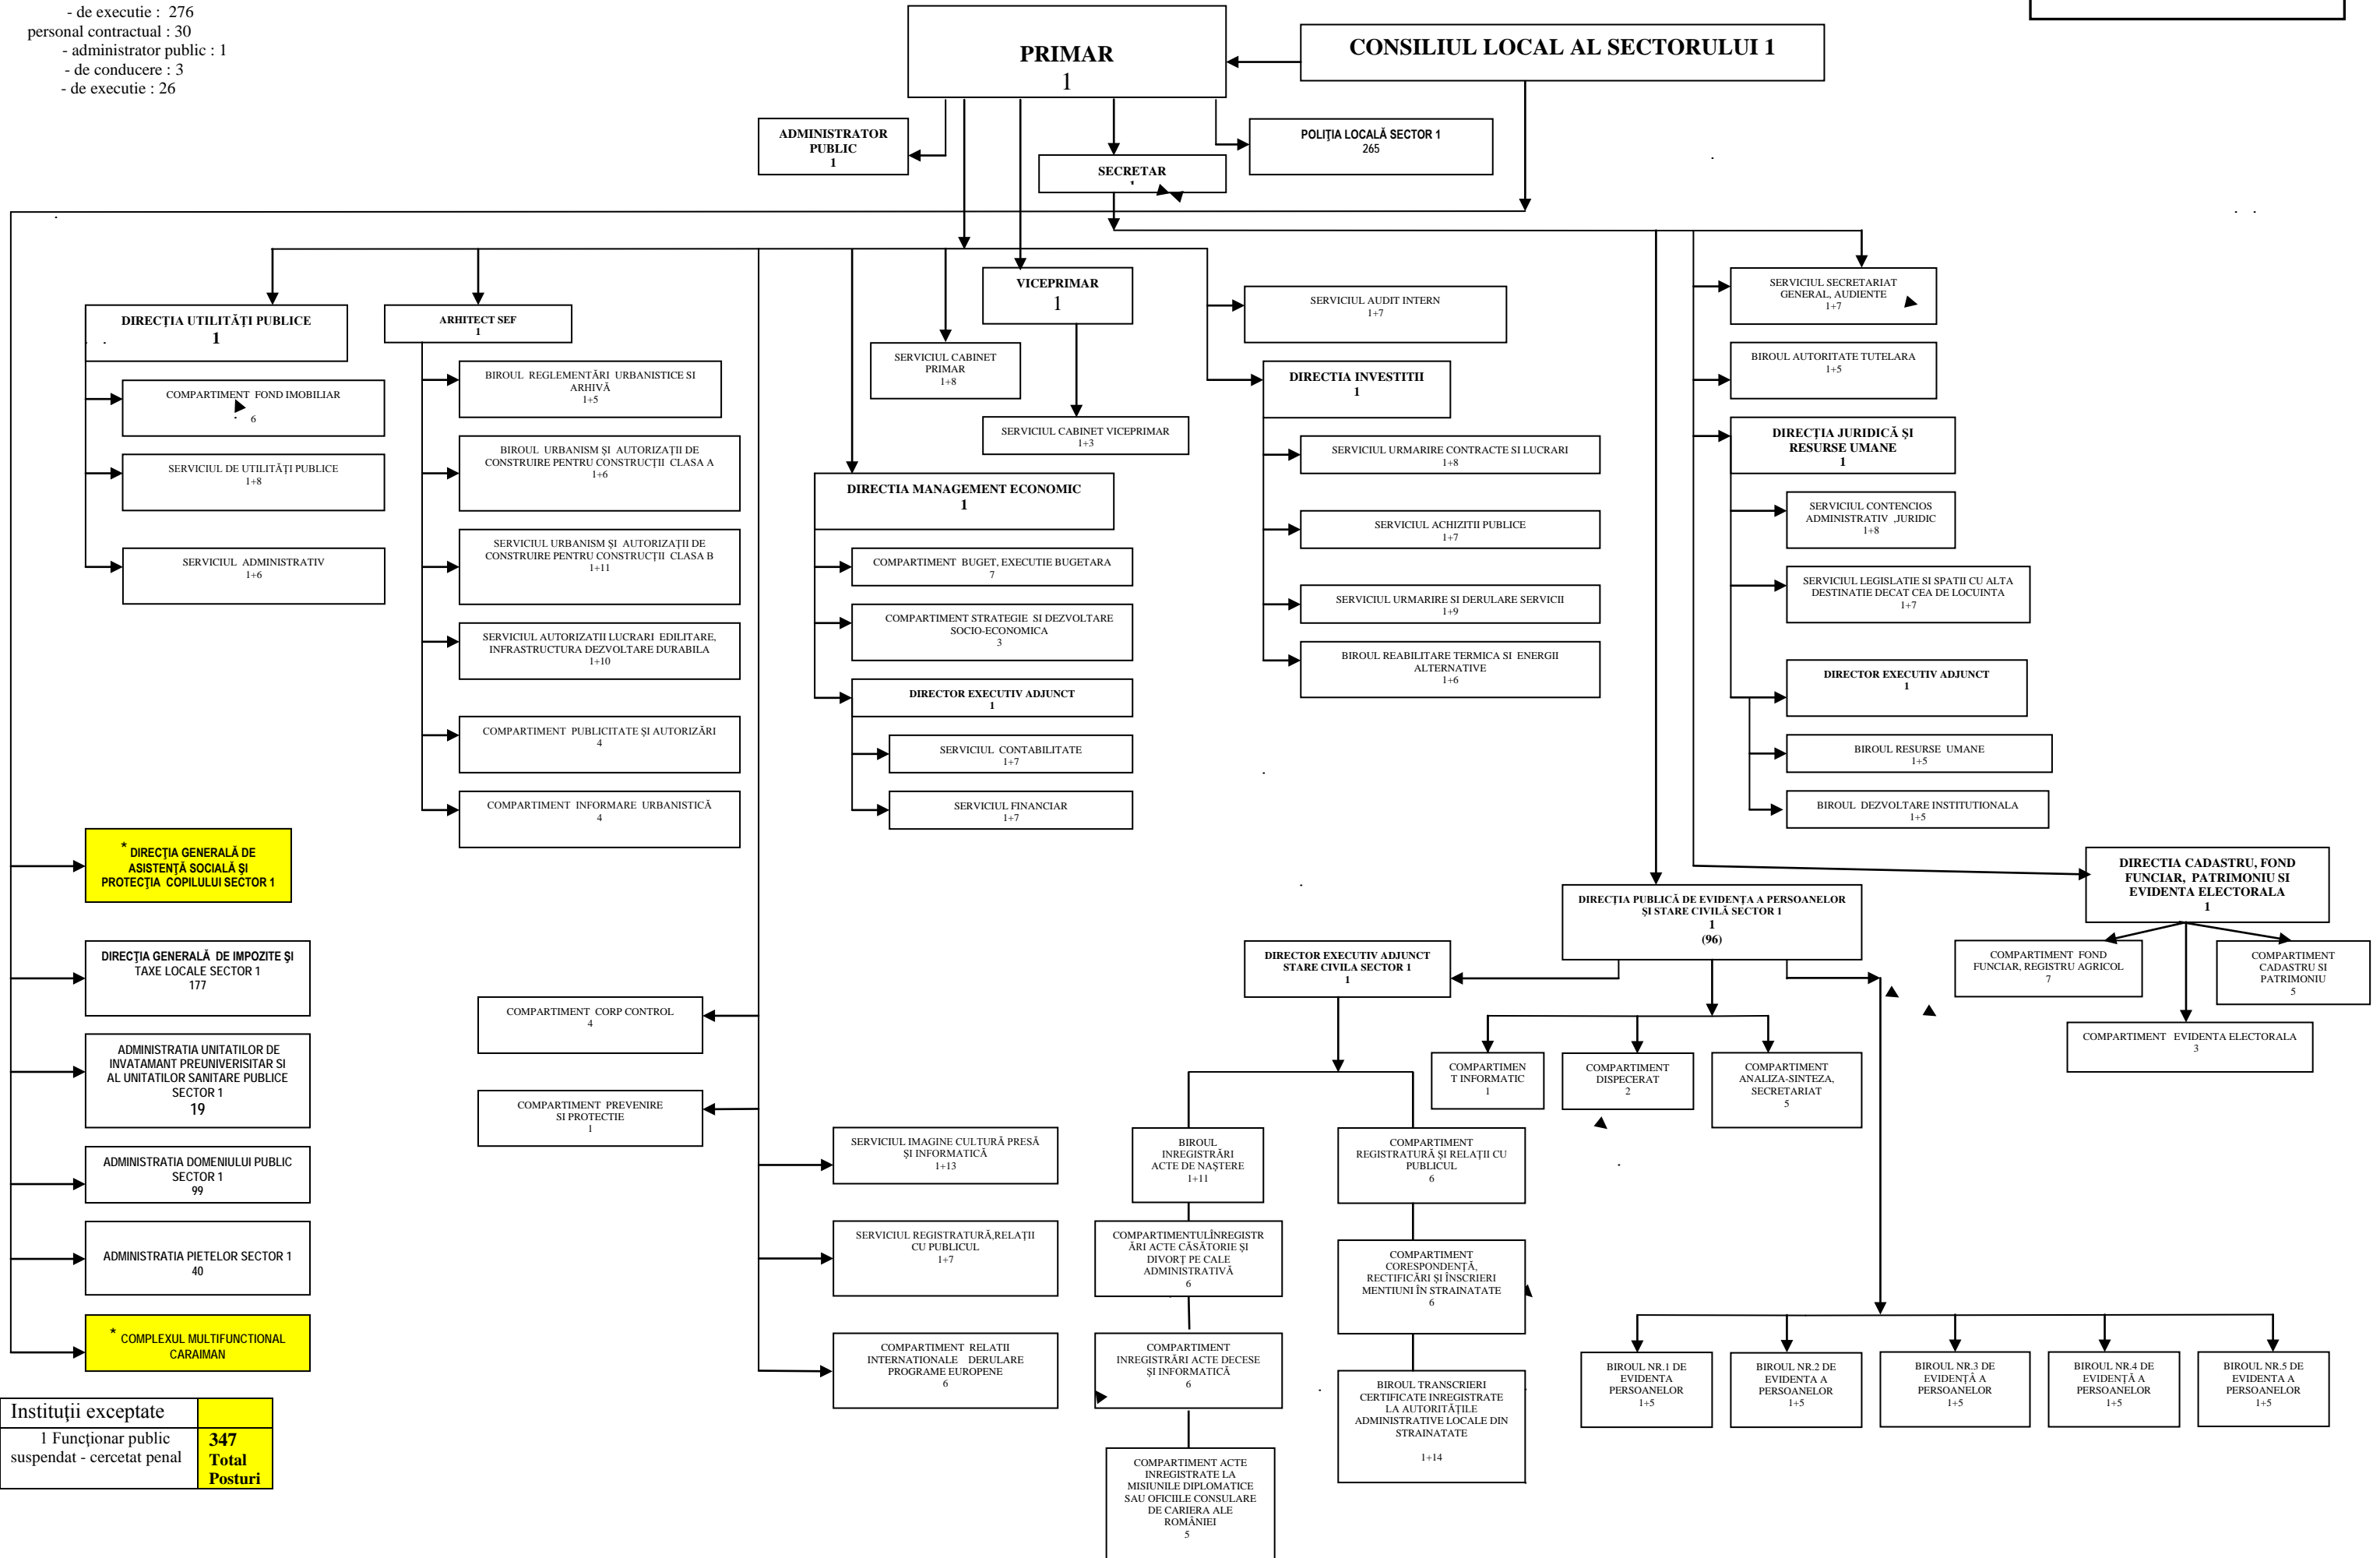 - de executie :  276
personal contractual : 30
- administrator public : 1
- de conducere : 3
- de executie : 26
PRIMAR
1
CONSILIUL LOCAL AL SECTORULUI 1
ADMINISTRATOR
PUBLIC
1
SECRETAR
POLIŢIA LOCALĂ SECTOR 1
265
DIRECŢIA UTILITĂŢI PUBLICE
1
COMPARTIMENT  FOND IMOBILIAR
6
SERVICIUL DE UTILITĂŢI PUBLICE
1+8
SERVICIUL  ADMINISTRATIV
1+6
ARHITECT SEF
1
BIROUL  REGLEMENTĂRI  URBANISTICE SI
ARHIVĂ
1+5
BIROUL  URBANISM ŞI  AUTORIZAŢII DE
CONSTRUIRE PENTRU CONSTRUCŢII  CLASA A
1+6
SERVICIUL URBANISM ŞI  AUTORIZAŢII DE
CONSTRUIRE PENTRU CONSTRUCŢII  CLASA B
1+11
SERVICIUL AUTORIZATII LUCRARI  EDILITARE,
INFRASTRUCTURA DEZVOLTARE DURABILA
1+10
COMPARTIMENT  PUBLICITATE ŞI AUTORIZĂRI
4
COMPARTIMENT  INFORMARE  URBANISTICĂ
4
SERVICIUL CABINET
PRIMAR
1+8
VICEPRIMAR
1
SERVICIUL CABINET VICEPRIMAR
1+3
DIRECTIA MANAGEMENT ECONOMIC
1
COMPARTIMENT  BUGET, EXECUTIE BUGETARA
7
COMPARTIMENT STRATEGIE  SI DEZVOLTARE
SOCIO-ECONOMICA
3
DIRECTOR EXECUTIV ADJUNCT
1
SERVICIUL  CONTABILITATE
1+7
SERVICIUL FINANCIAR
1+7
SERVICIUL AUDIT INTERN
1+7
DIRECTIA INVESTITII
1
SERVICIUL URMARIRE CONTRACTE SI LUCRARI
1+8
SERVICIUL ACHIZITII PUBLICE
1+7
SERVICIUL URMARIRE SI DERULARE SERVICII
1+9
BIROUL REABILITARE TERMICA SI  ENERGII
ALTERNATIVE
1+6
SERVICIUL SECRETARIAT
GENERAL, AUDIENTE
1+7
BIROUL AUTORITATE TUTELARA
1+5
DIRECŢIA JURIDICĂ ŞI
RESURSE UMANE
1
SERVICIUL CONTENCIOS
ADMINISTRATIV  ,JURIDIC
1+8
SERVICIUL LEGISLATIE SI SPATII CU ALTA
DESTINATIE DECAT CEA DE LOCUINTA
1+7
DIRECTOR EXECUTIV ADJUNCT
1
BIROUL RESURSE  UMANE
1+5
BIROUL  DEZVOLTARE INSTITUTIONALA
1+5
* DIRECŢIA GENERALĂ DE
ASISTENŢĂ SOCIALĂ ŞI
PROTECŢIA  COPILULUI SECTOR 1
DIRECŢIA GENERALĂ  DE IMPOZITE ŞI
TAXE LOCALE SECTOR 1
177
ADMINISTRATIA UNITATILOR DE
INVATAMANT PREUNIVERISITAR SI
AL UNITATILOR SANITARE PUBLICE
SECTOR 1
19
ADMINISTRATIA DOMENIULUI PUBLIC
SECTOR 1
99
ADMINISTRATIA PIETELOR SECTOR 1
40
* COMPLEXUL MULTIFUNCTIONAL
CARAIMAN
COMPARTIMENT  CORP CONTROL
4
COMPARTIMENT  PREVENIRE
SI PROTECTIE
1
SERVICIUL IMAGINE CULTURĂ PRESĂ
ŞI INFORMATICĂ
1+13
SERVICIUL REGISTRATURĂ,RELAŢII
CU PUBLICUL
1+7
COMPARTIMENT  RELATII
INTERNATIONALE    DERULARE
PROGRAME EUROPENE
6
DIRECŢIA PUBLICĂ DE EVIDENŢA A PERSOANELOR
ŞI STARE CIVILĂ SECTOR 1
1
(96)
DIRECTOR EXECUTIV ADJUNCT
STARE CIVILA SECTOR 1
1
COMPARTIMEN
T INFORMATIC
1
COMPARTIMENT
DISPECERAT
2
COMPARTIMENT
ANALIZA-SINTEZA,
SECRETARIAT
5
BIROUL
INREGISTRĂRI
ACTE DE NAŞTERE
1+11
COMPARTIMENTULÎNREGISTR
ĂRI ACTE CĂSĂTORIE ŞI
DIVORŢ PE CALE
ADMINISTRATIVĂ
6
COMPARTIMENT
INREGISTRĂRI ACTE DECESE
ŞI INFORMATICĂ
6
COMPARTIMENT ACTE
INREGISTRATE LA
MISIUNILE DIPLOMATICE
SAU OFICIILE CONSULARE
DE CARIERA ALE
ROMÂNIEI
5
COMPARTIMENT
REGISTRATURĂ ŞI RELAŢII CU
PUBLICUL
6
COMPARTIMENT
CORESPONDENŢĂ,
RECTIFICĂRI ŞI ÎNSCRIERI
MENTIUNI ÎN STRAINATATE
6
BIROUL TRANSCRIERI
CERTIFICATE INREGISTRATE
LA AUTORITĂŢILE
ADMINISTRATIVE LOCALE DIN
STRAINATATE
1+14
DIRECTIA CADASTRU, FOND
FUNCIAR,  PATRIMONIU SI
EVIDENTA ELECTORALA
1
COMPARTIMENT  FOND
FUNCIAR, REGISTRU AGRICOL
7
COMPARTIMENT
CADASTRU SI
PATRIMONIU
5
COMPARTIMENT   EVIDENTA ELECTORALA
3
BIROUL NR.1 DE
EVIDENTA
PERSOANELOR
1+5
BIROUL NR.2 DE
EVIDENTA A
PERSOANELOR
1+5
BIROUL NR.3 DE
EVIDENŢĂ A
PERSOANELOR
1+5
BIROUL NR.4 DE
EVIDENŢĂ A
PERSOANELOR
1+5
BIROUL NR.5 DE
EVIDENTA A
PERSOANELOR
1+5
Instituţii exceptate
1 Funcţionar public
suspendat - cercetat penal
347
Total
Posturi